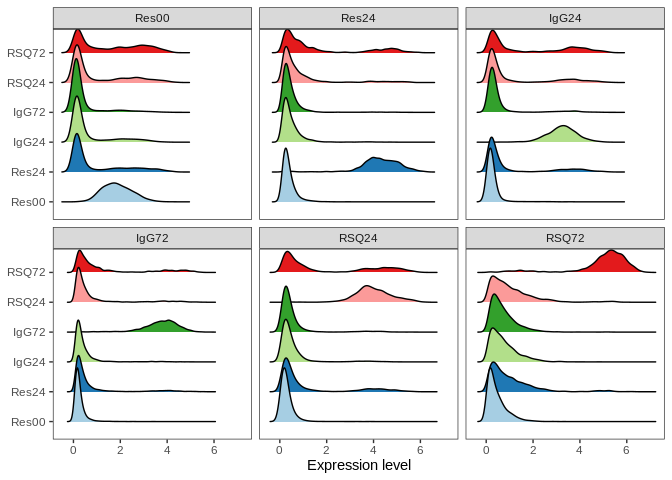 Res00 Res24 IgG24
RSQ72
RSQ24
IgG72
IgG24
Res24
Res00
IgG72 RSQ24 RSQ72
RSQ72
RSQ24
IgG72
IgG24
Res24
Res00
0 2 4 6 0 2 4 6 0 2 4 6
Expression level